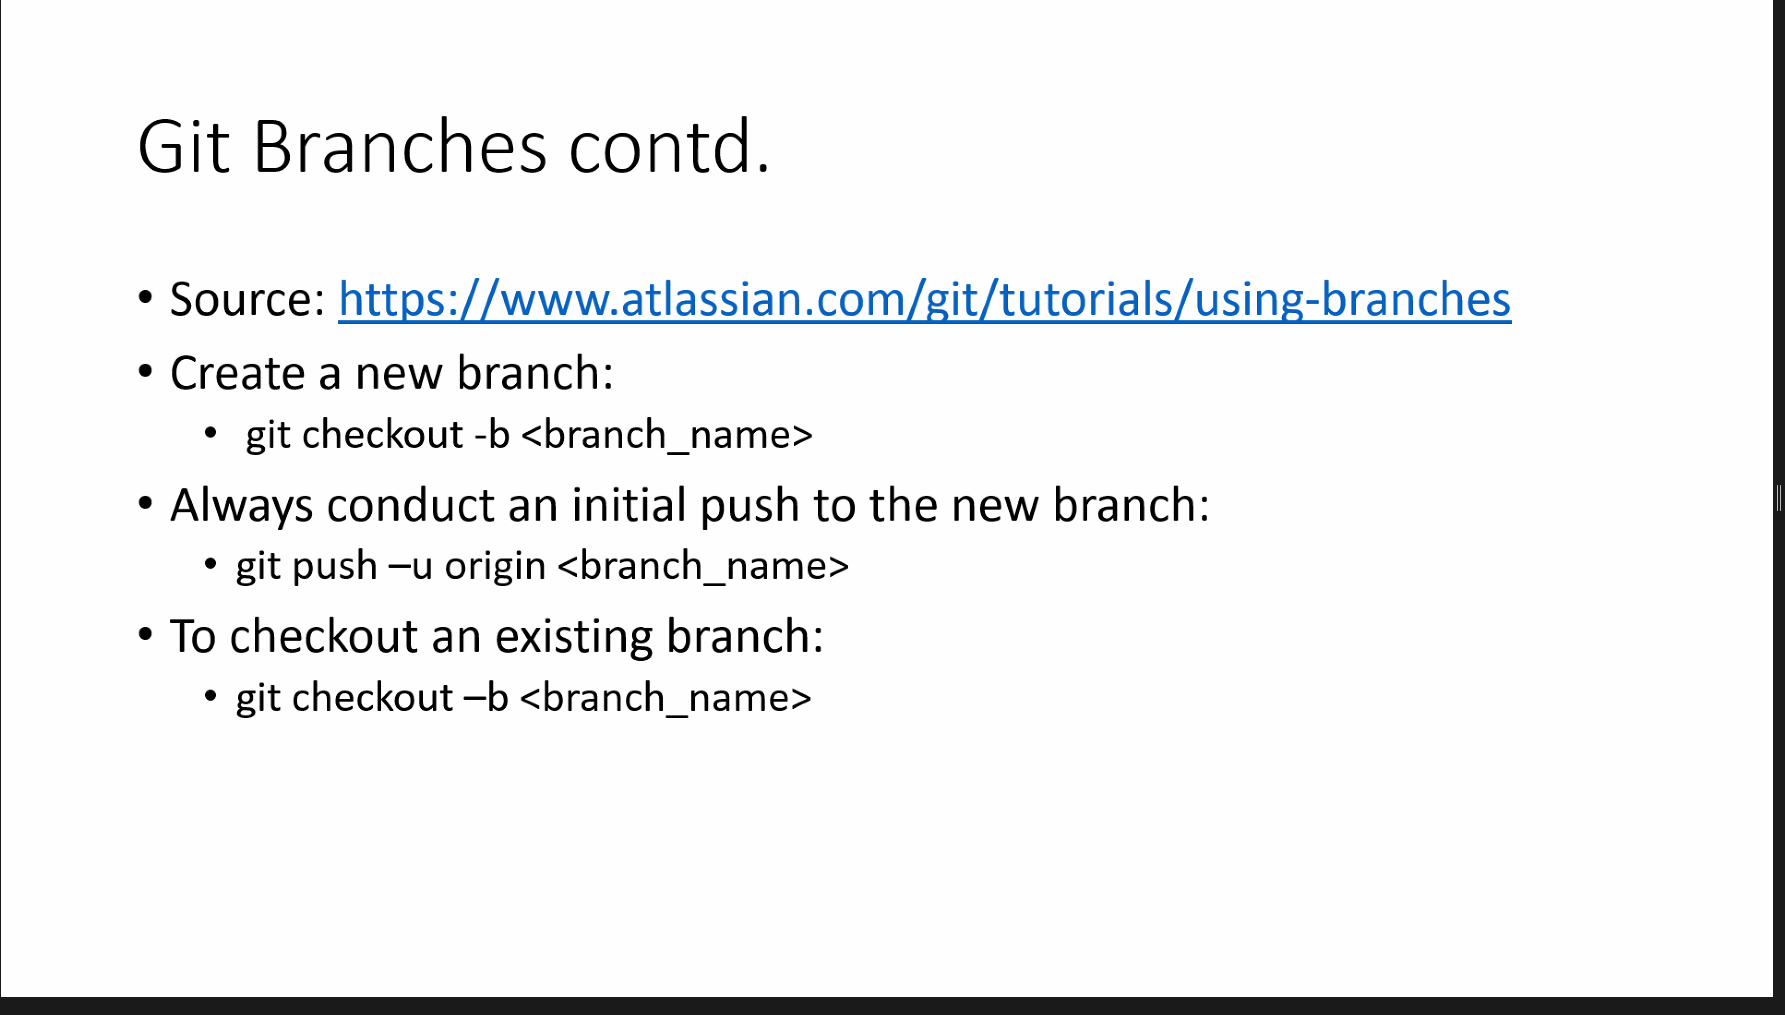 Git Branches contd.
• Source: https://www.atlassian.com/git/tutorials/using-branches
• Create a new branch:
• git checkout -b <branch_name>
• Always conduct an initial push to the new branch:
• git push –u origin <branch_name>
• To checkout an existing branch:
• git checkout –b <branch_name>